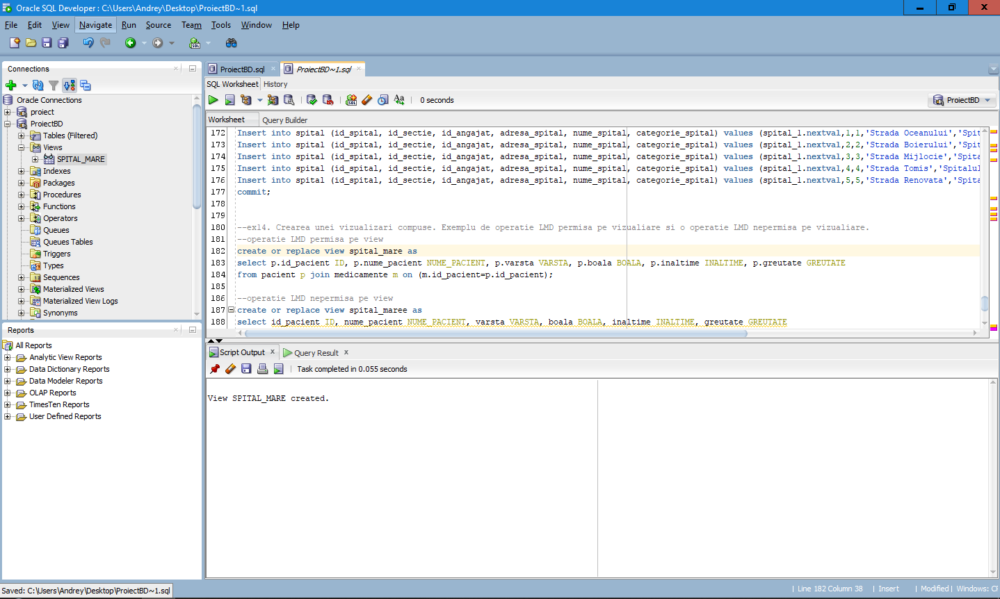 Oracle SQL Developer : C:\Users\Andrey\Desktop\ProiectBD~1.sql
File Edit View Navigate Run Source Team Tools Window Help
Connections
Oracle Connections
proiect
ProiectBD
Tables (Filtered)
Views
SPITAL_MARE
Indexes
Packages
Procedures
Functions
Operators
Queues
Queues Tables
Triggers
Types
Sequences
Materialized Views
Materialized View Logs
Synonyms
Reports
All Reports
Analytic View Reports
Data Dictionary Reports
Data Modeler Reports
OLAP Reports
TimesTen Reports
User Defined Reports
ProiectBD.sql ProiectBD~1.sql
SQL Worksheet History
0 seconds
ProiectBD
Worksheet Query Builder
172 Insert into spital (id_spital, id_sectie, id_angajat, adresa_spital, nume_spital, categorie_spital) values (spital_1.nextval,1,1,'Strada Oceanului','Spit
173 Insert into spital (id_spital, id_sectie, id_angajat, adresa_spital, nume_spital, categorie_spital) values (spital_1.nextval,2,2,'Strada Boierului','Spit
174 Insert into spital (id_spital, id_sectie, id_angajat, adresa_spital, nume_spital, categorie_spital) values (spital_1.nextval,3,3,'Strada Mijlocie','Spita
175 Insert into spital (id_spital, id_sectie, id_angajat, adresa_spital, nume_spital, categorie_spital) values (spital_1.nextval,4,4,'Strada Tomis','Spitalul
176 Insert into spital (id_spital, id_sectie, id_angajat, adresa_spital, nume_spital, categorie_spital) values (spital_1.nextval,5,5,'Strada Renovata','Spita
177 commit;
178
179
180 --ex14. Crearea unei vizualizari compuse. Exemplu de operatie LMD permisa pe vizualiare si o operatie LMD nepermisa pe vizualiare.
181 --operatie LMD permisa pe view
182 create or replace view spital_mare as
183 select p.id_pacient ID, p.nume_pacient NUME_PACIENT, p.varsta VARSTA, p.boala BOALA, p.inaltime INALTIME, p.greutate GREUTATE
184 from pacient p join medicamente m on (m.id_pacient=p.id_pacient);
185
186 --operatie LMD nepermisa pe view
187 create or replace view spital_maree as
188 select id_pacient ID, nume_pacient NUME_PACIENT, varsta VARSTA, boala BOALA, inaltime INALTIME, greutate GREUTATE
Script Output Query Result
Task completed in 0.055 seconds
View SPITAL_MARE created.
Saved: C:\Users\Andrey\Desktop\ProiectBD~1.sql
Line 182 Column 38 Insert Modified Windows: CF